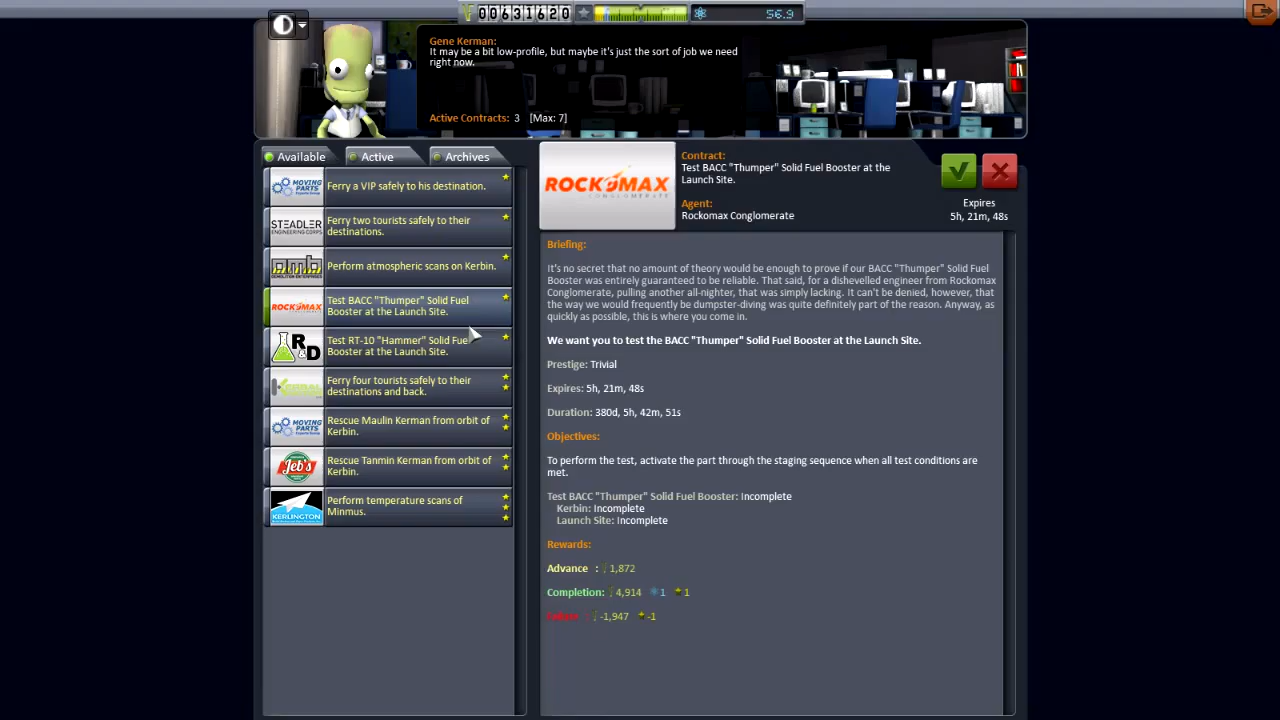 00631620
56.9
Gene Kerman:
It may be a bit low-profile, but maybe it's just the sort of job we need
right now.
Active Contracts: 3 [Max: 7]
Available
Active
Archives
MOVING PARTS
Ferry a VIP safely to his destination.
STEADLER
ENGINEERING CORPS
Ferry two tourists safely to their
destinations.
DMB
Perform atmospheric scans on Kerbin.
ROCKOMAX
Test BACC "Thumper" Solid Fuel
Booster at the Launch Site.
R&D
Test RT-10 "Hammer" Solid Fue
Booster at the Launch Site.
Ferry four tourists safely to their
destinations and back.
MOVING PARTS
Rescue Maulin Kerman from orbit of
Kerbin.
Jeb's
Rescue Tanmin Kerman from orbit of
Kerbin.
KERLINGTON
Perform temperature scans of
Minmus.
ROCKOMAX
CONGLOMERATE
Contract:
Test BACC "Thumper" Solid Fuel Booster at the
Launch Site.
Agent:
Rockomax Conglomerate
Expires
5h, 21m, 48s
Briefing:
It's no secret that no amount of theory would be enough to prove if our BACC "Thumper" Solid Fuel
Booster was entirely guaranteed to be reliable. That said, for a dishevelled engineer from Rockomax
Conglomerate, pulling another all-nighter, that was simply lacking. It can't be denied, however, that
the way we would frequently be dumpster-diving was quite definitely part of the reason. Anyway, as
quickly as possible, this is where you come in.
We want you to test the BACC "Thumper" Solid Fuel Booster at the Launch Site.
Prestige: Trivial
Expires: 5h, 21m, 48s
Duration: 380d, 5h, 42m, 51s
Objectives:
To perform the test, activate the part through the staging sequence when all test conditions are
met.
Test BACC "Thumper" Solid Fuel Booster: Incomplete
Kerbin: Incomplete
Launch Site: Incomplete
Rewards:
Advance : 1,872
Completion: 4,914 1 1
-1,947 -1